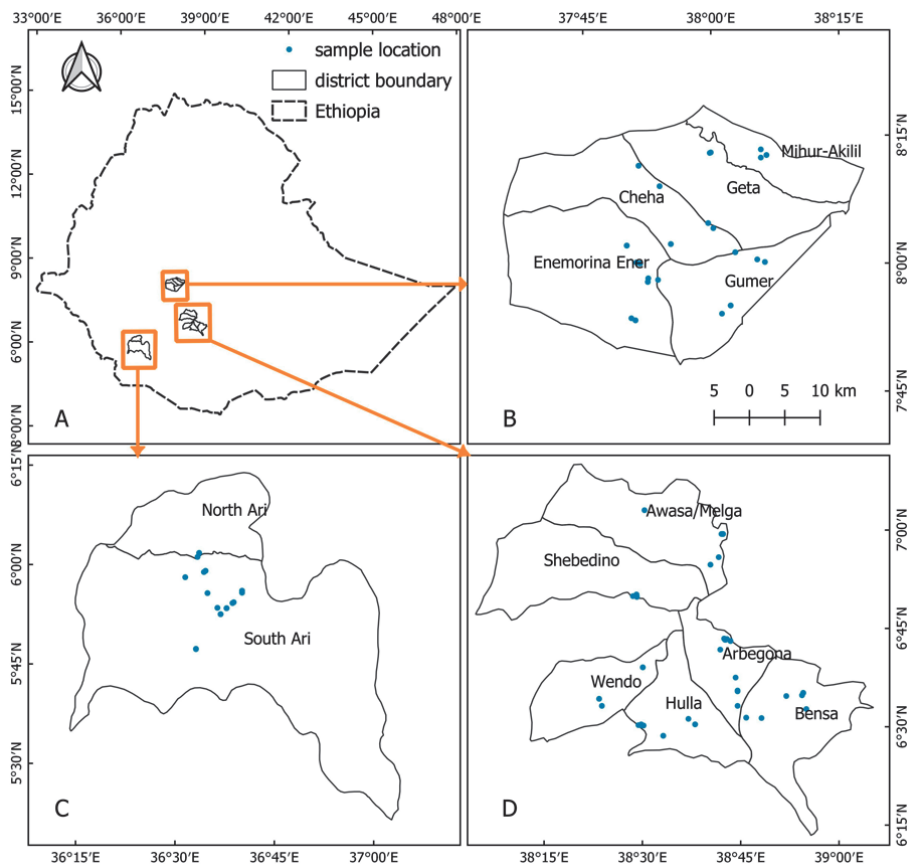 33°00'E 36°00'E 39°00'E 42°00'E 45°00'E 48°00'E
37°45'E 38°00'E 38°15'E
sample location
district boundary
Ethiopia
15°00'N
12°00'N
9°00'N
6°00'N
A
8°15'N
8°00'N
7°45'N
Mihur-Akilil
Geta
Cheha
Enemorina Ener
Gumer
5 0 5 10 km
B
6°15'N
6°00'N
5°45'N
5°30'N
North Ari
South Ari
C
36°15'E 36°30'E 36°45'E 37°00'E
7°00'N
6°45'N
6°30'N
6°15'N
Awasa/Melga
Shebedino
Arbegona
Wendo
Hulla
Bensa
D
38°15'E 38°30'E 38°45'E 39°00'E